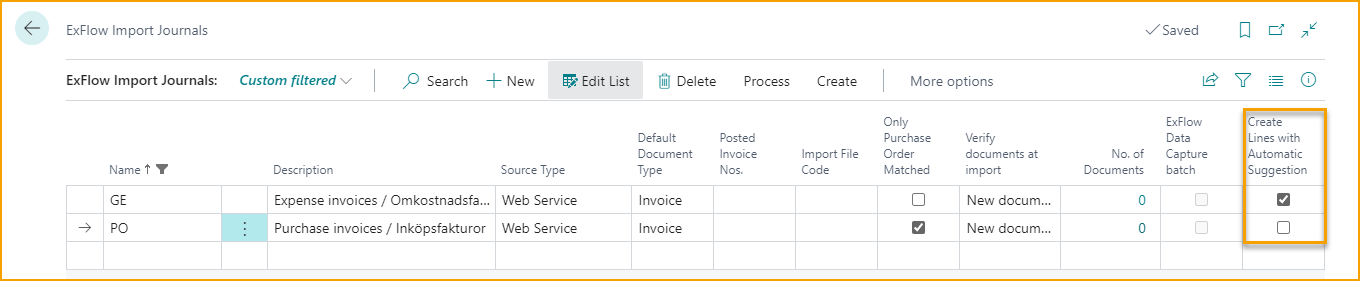 ExFlow Import Journals
Saved
ExFlow Import Journals: Custom filtered Search New Edit List Delete Process Create More options
Name ↑ Description Source Type Default Document Type Posted Invoice Nos. Import File Code Only Purchase Order Matched Verify documents at import No. of Documents ExFlow Data Capture batch Create Lines with Automatic Suggestion
GE Expense invoices / Omkostnadsfa... Web Service Invoice New docum... 0
PO Purchase invoices / Inköpsfakturor Web Service Invoice New docum... 0